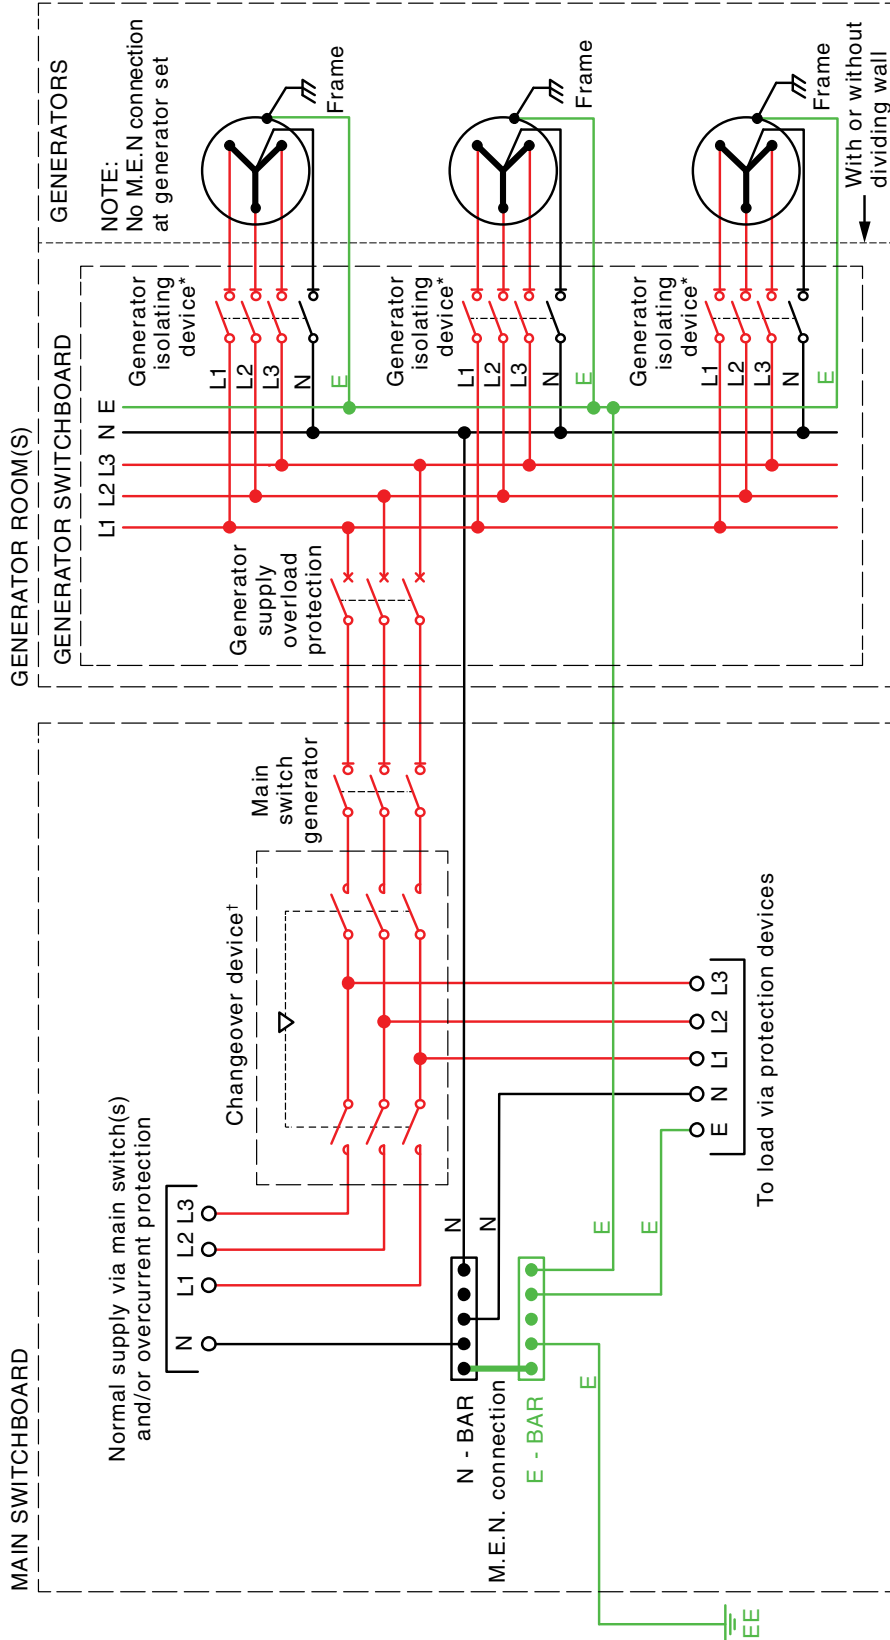 MAIN SWITCHBOARD
Normal supply via main switch(s)
and/or overcurrent protection
N L1 L2 L3
Changeover device†
Main
switch
generator
N - BAR
M.E.N. connection
E - BAR
N
N
E
E
E
EE
E N L1 L2 L3
To load via protection devices
GENERATOR ROOM(S)
GENERATOR SWITCHBOARD
L1 L2 L3 N E
Generator
supply
overload
protection
Generator
isolating
device*
L1
L2
L3
N
E
Generator
isolating
device*
L1
L2
L3
N
E
Generator
isolating
device*
L1
L2
L3
N
E
GENERATORS
NOTE:
No M.E.N connection
at generator set
Frame
Frame
Frame
With or without
dividing wall